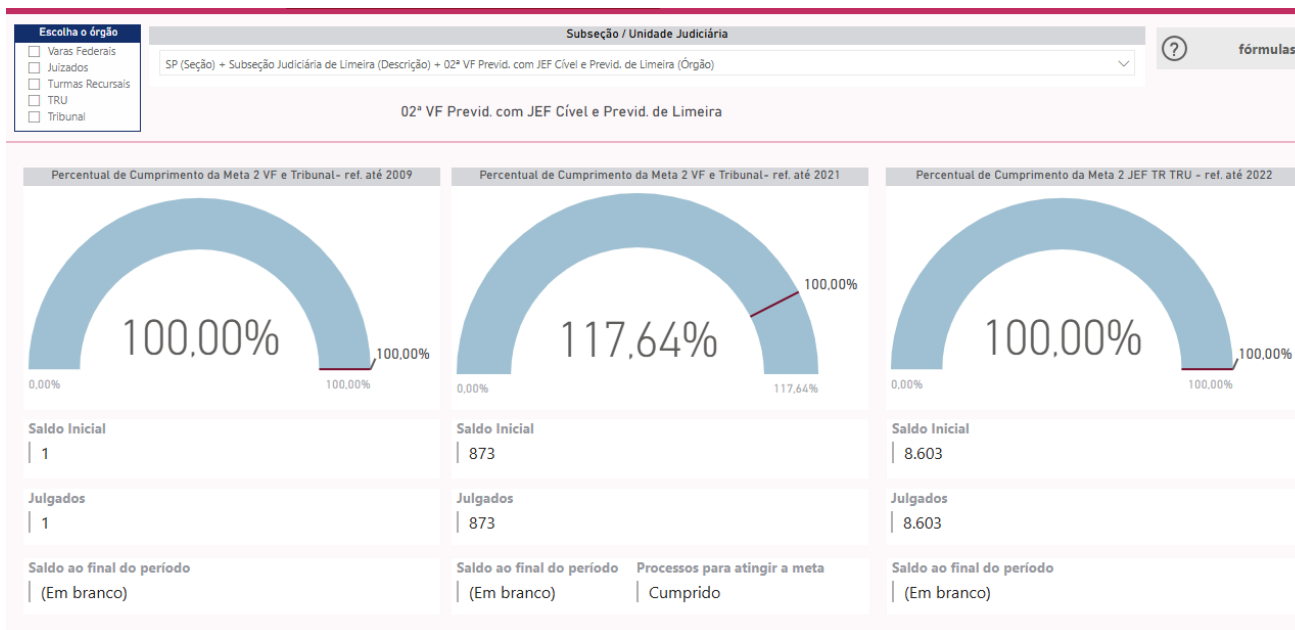 Escolha o órgão
Varas Federais
Juizados
Turmas Recursais
TRU
Tribunal
Subseção / Unidade Judiciária
SP (Seção) + Subseção Judiciária de Limeira (Descrição) + 02ª VF Previd. com JEF Cível e Previd. de Limeira (Órgão)
?
fórmulas
02ª VF Previd. com JEF Cível e Previd. de Limeira
Percentual de Cumprimento da Meta 2 VF e Tribunal- ref. até 2009
100,00%
100,00%
0,00%
100,00%
Saldo Inicial
1
Julgados
1
Saldo ao final do período
(Em branco)
Percentual de Cumprimento da Meta 2 VF e Tribunal- ref. até 2021
100,00%
117,64%
0,00%
117,64%
Saldo Inicial
873
Julgados
873
Saldo ao final do período
(Em branco)
Processos para atingir a meta
Cumprido
Percentual de Cumprimento da Meta 2 JEF TR TRU - ref. até 2022
100,00%
100,00%
0,00%
100,00%
Saldo Inicial
8.603
Julgados
8.603
Saldo ao final do período
(Em branco)